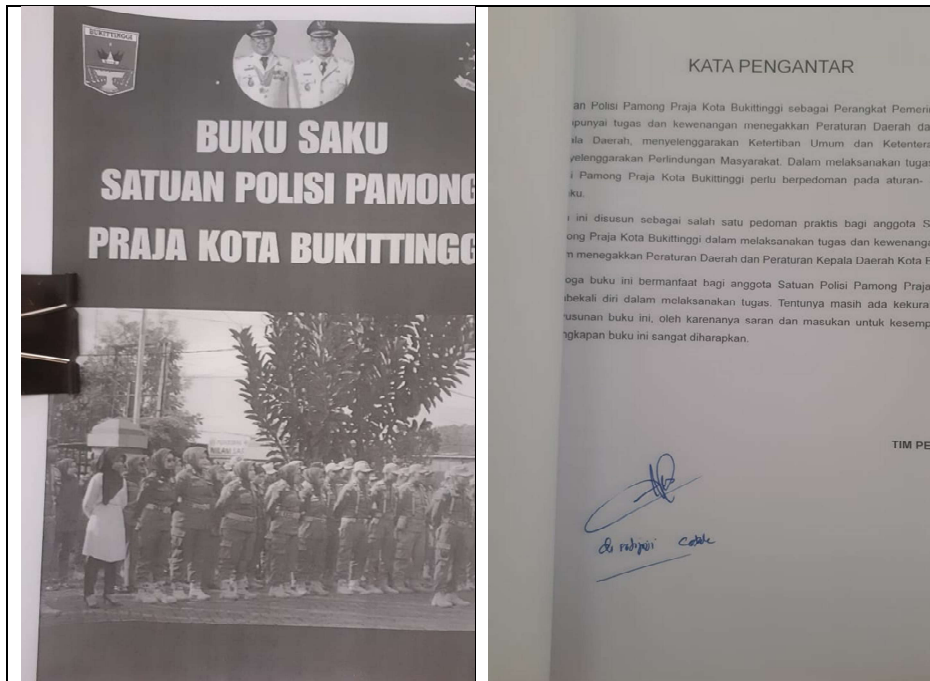 BUKITTINGGI
BUKU SAKU
SATUAN POLISI PAMONG
PRAJA KOTA BUKITTINGG
KATA PENGANTAR
an Polisi Pamong Praja Kota Bukittinggi sebagai Perangkat Pemeri
punyai tugas dan kewenangan menegakkan Peraturan Daerah da
la Daerah, menyelenggarakan Ketertiban Umum dan Ketentera
yelenggarakan Perlindungan Masyarakat. Dalam melaksanakan tugas
i Pamong Praja Kota Bukittinggi perlu berpedoman pada aturan-
ku.
ini disusun sebagai salah satu pedoman praktis bagi anggota S
ong Praja Kota Bukittinggi dalam melaksanakan tugas dan kewenanga
m menegakkan Peraturan Daerah dan Peraturan Kepala Daerah Kota
oga buku ini bermanfaat bagi anggota Satuan Polisi Pamong Praja
bekali diri dalam melaksanakan tugas. Tentunya masih ada kekura
usunan buku ini, oleh karenanya saran dan masukan untuk kesemp
ngkapan buku ini sangat diharapkan.
TIM PE